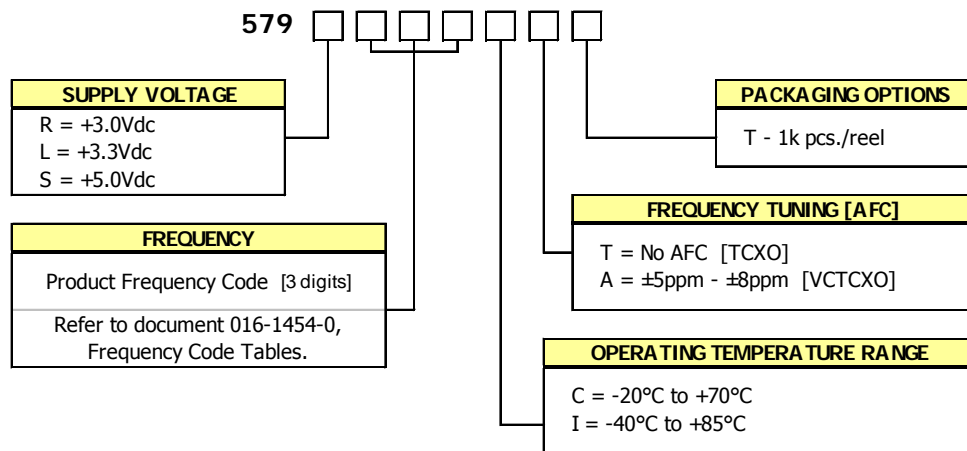 579
SUPPLY VOLTAGE
R = +3.0Vdc
L = +3.3Vdc
S = +5.0Vdc
PACKAGING OPTIONS
T - 1k pcs./reel
FREQUENCY TUNING [AFC]
T = No AFC [TCXO]
A = ±5ppm - ±8ppm [VCTCXO]
FREQUENCY
Product Frequency Code [3 digits]
Refer to document 016-1454-0,
Frequency Code Tables.
OPERATING TEMPERATURE RANGE
C = -20°C to +70°C
I = -40°C to +85°C